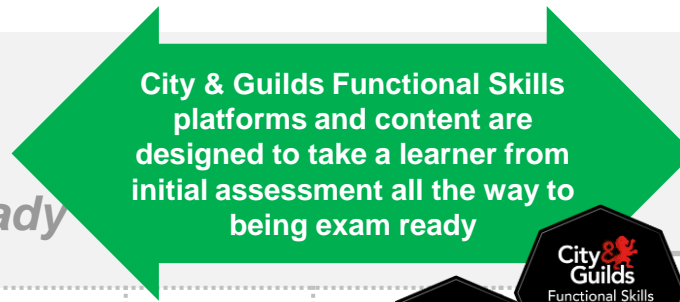 City & Guilds Functional Skills
platforms and content are
designed to take a learner from
initial assessment all the way to
being exam ready
ady
City&
Guilds
Functional Skills